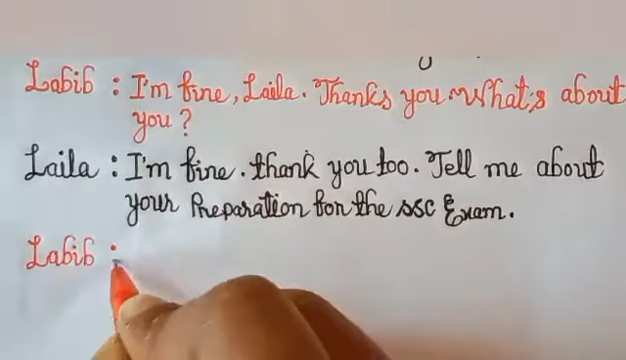 Labib : I'm fine, Laila. Thanks you. What's about
you?
Laila : I'm fine. thank you too. Tell me about
your Preparation for the SSC Exam.
Labib :